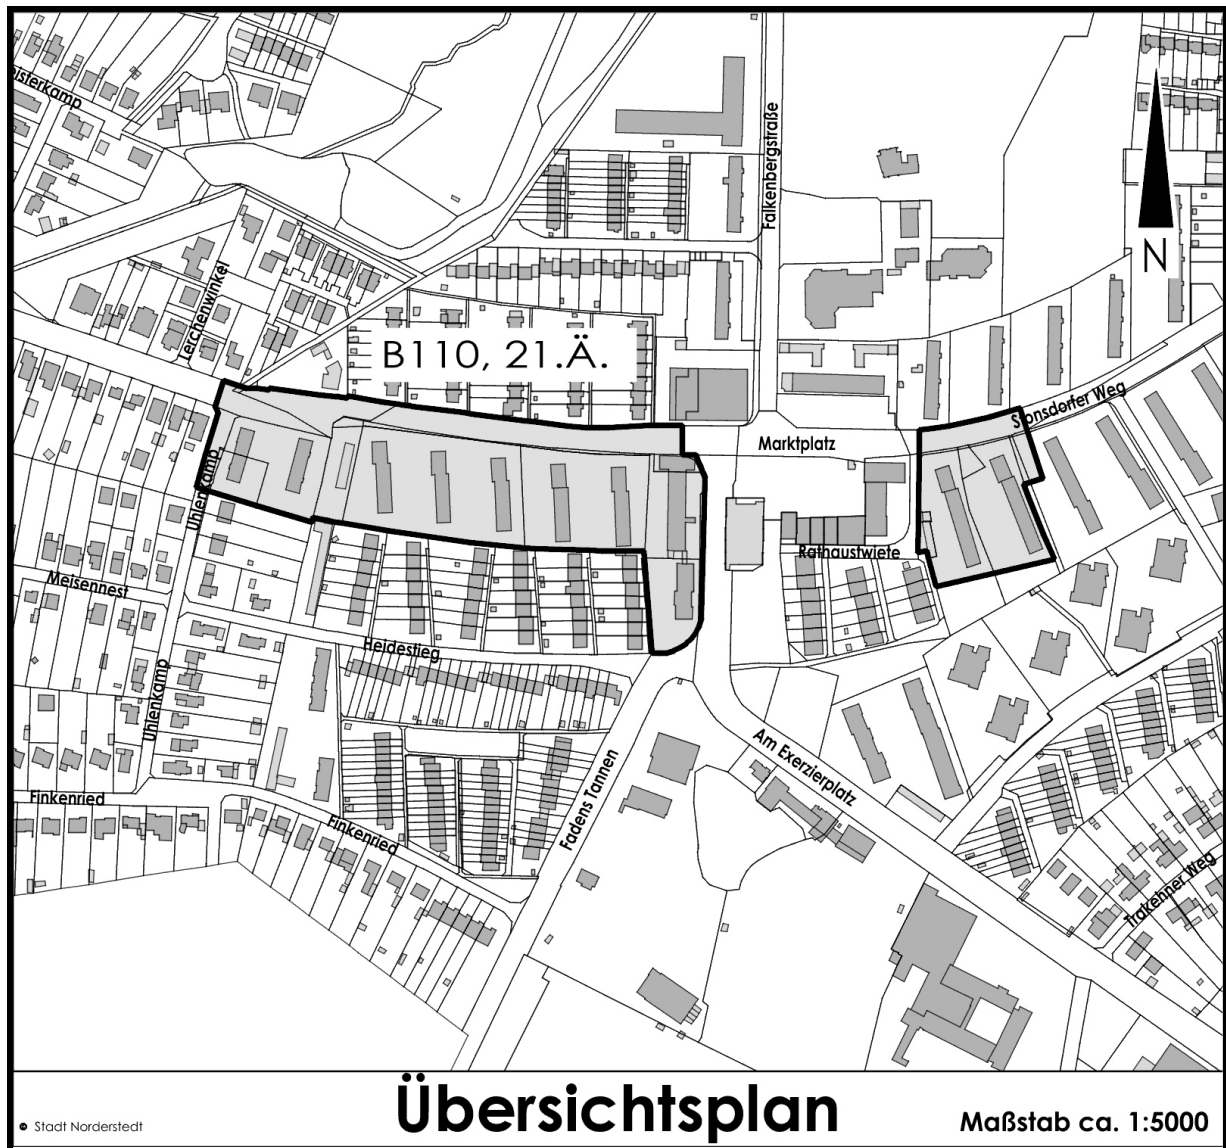 Falkenbergstraße
Lerchenwinkel
N
B110, 21.Ä.
Stonsdorfer Weg
Marktplatz
Uhlenkamp
Rathaustwiete
Meisennest
Heidestieg
Uhlenkamp
Am Exerzierplatz
Fadens Tannen
Finkenried
Finkenried
Trakehner Weg
Übersichtsplan
© Stadt Norderstedt
Maßstab ca. 1:5000